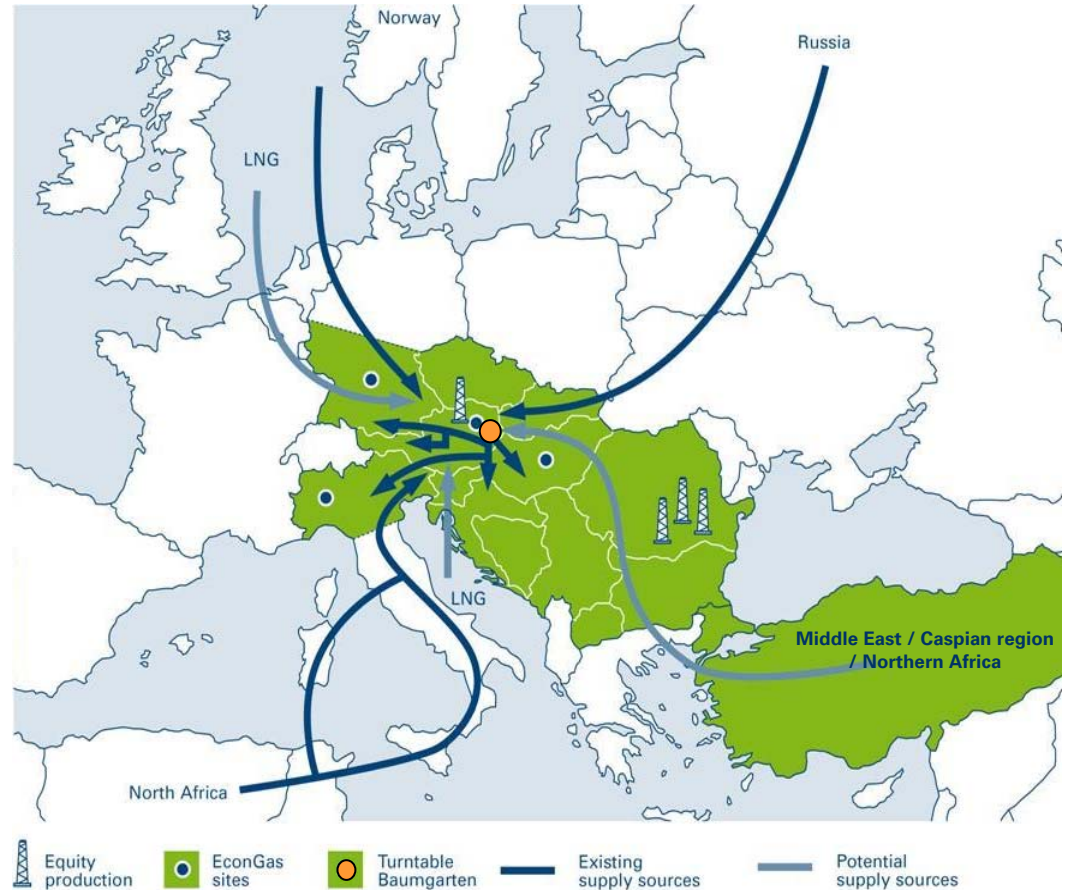 Norway
Russia
LNG
LNG
Middle East / Caspian region
/ Northern Africa
North Africa
Equity
production
EconGas
sites
Turntable
Baumgarten
Existing
supply sources
Potential
supply sources